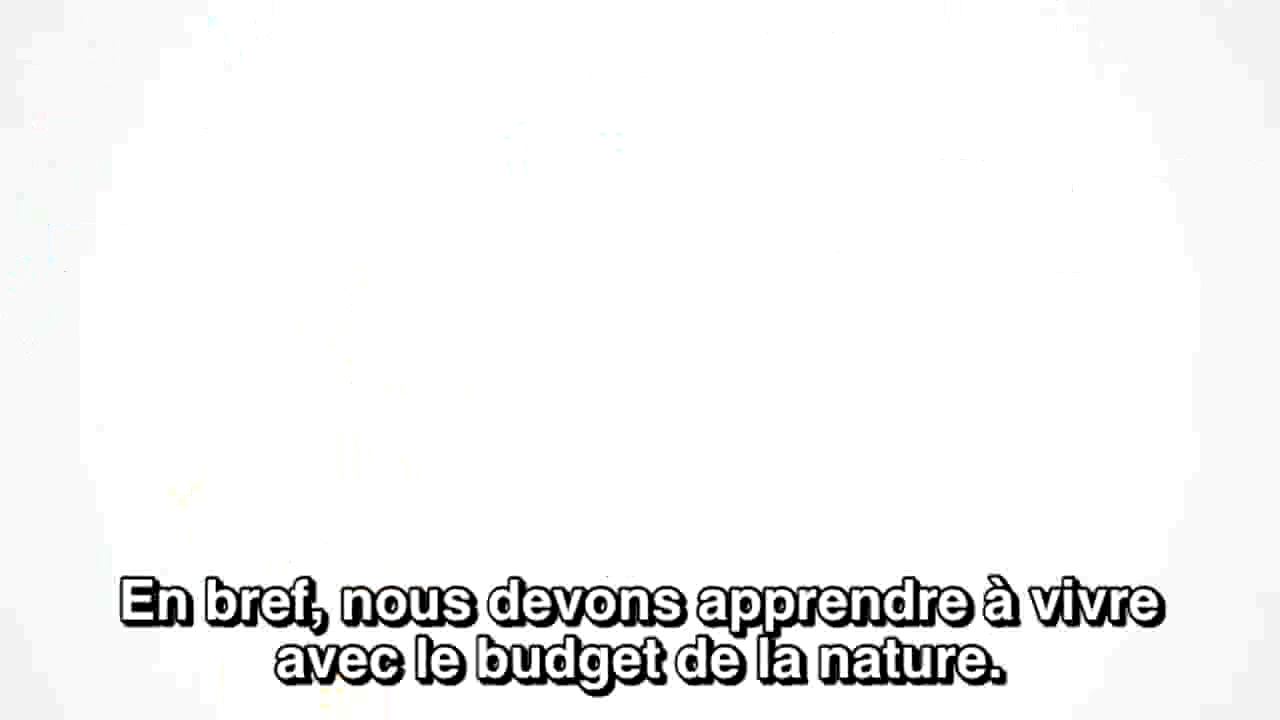 En bref, nous devons apprendre à vivre
avec le budget de la nature.